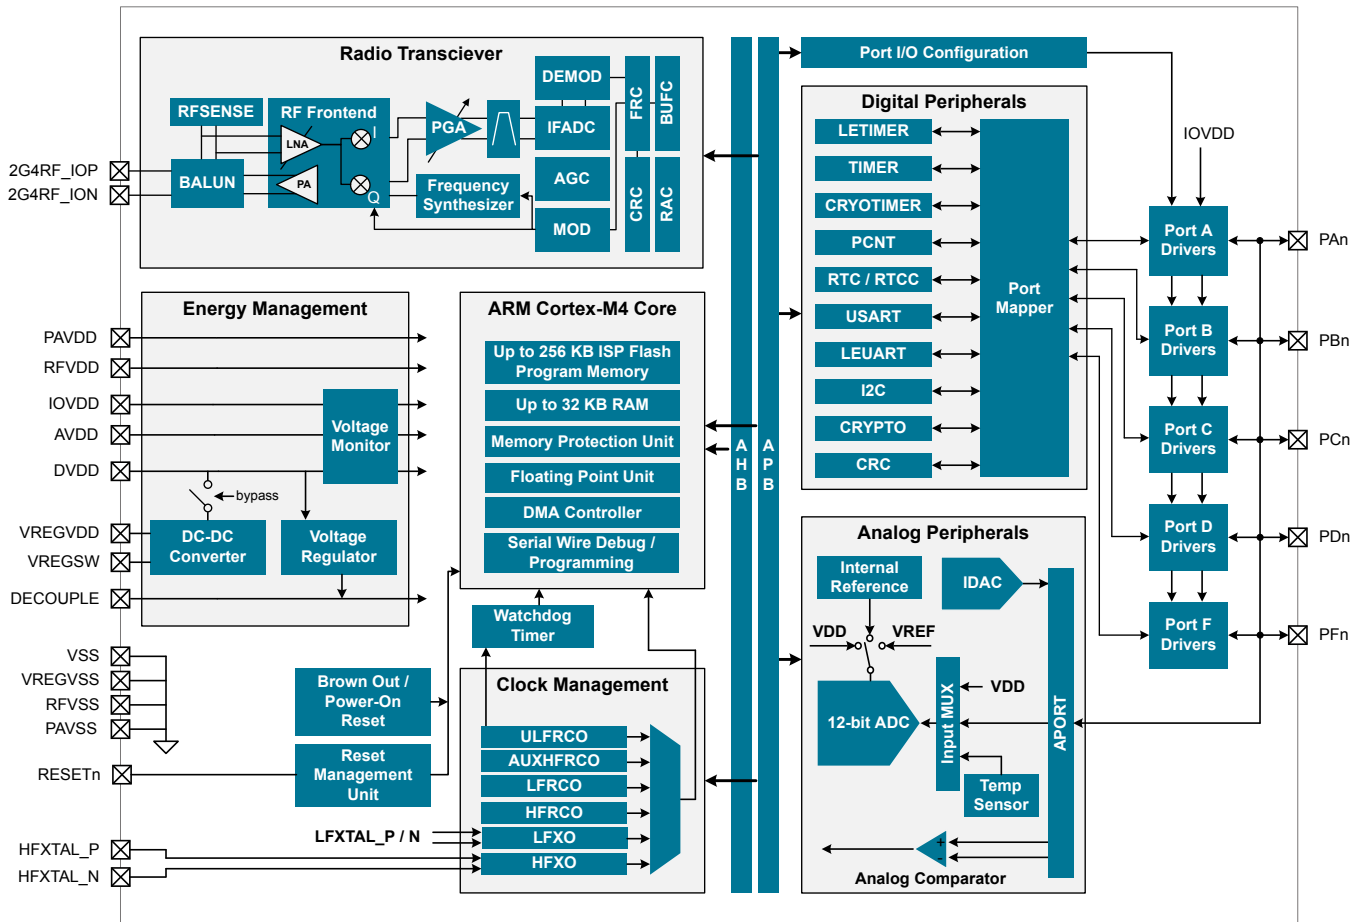 Radio Transciever
RFSENSE
RF Frontend
LNA
PA
I
Q
BALUN
PGA
DEMOD
IFADC
AGC
MOD
Frequency
Synthesizer
FRC
BUFC
CRC
RAC
2G4RF_IOP
2G4RF_ION
Energy Management
PAVDD
RFVDD
IOVDD
AVDD
DVDD
VREGVDD
VREGSW
DECOUPLE
Voltage
Monitor
bypass
DC-DC
Converter
Voltage
Regulator
VSS
VREGVSS
RFVSS
PAVSS
RESETn
HFXTAL_P
HFXTAL_N
ARM Cortex-M4 Core
Up to 256 KB ISP Flash
Program Memory
Up to 32 KB RAM
Memory Protection Unit
Floating Point Unit
DMA Controller
Serial Wire Debug /
Programming
Watchdog
Timer
Brown Out /
Power-On
Reset
Reset
Management
Unit
Clock Management
ULFRCO
AUXHFRCO
LFRCO
HFRCO
LFXO
HFXO
LFXTAL_P / N
A
H
B
A
P
B
Port I/O Configuration
Digital Peripherals
LETIMER
TIMER
CRYOTIMER
PCNT
RTC / RTCC
USART
LEUART
I2C
CRYPTO
CRC
Port
Mapper
Analog Peripherals
Internal
Reference
IDAC
VDD
VREF
12-bit ADC
Input MUX
VDD
Temp
Sensor
APORT
+
-
Analog Comparator
IOVDD
Port A
Drivers
Port B
Drivers
Port C
Drivers
Port D
Drivers
Port F
Drivers
PAn
PBn
PCn
PDn
PFn